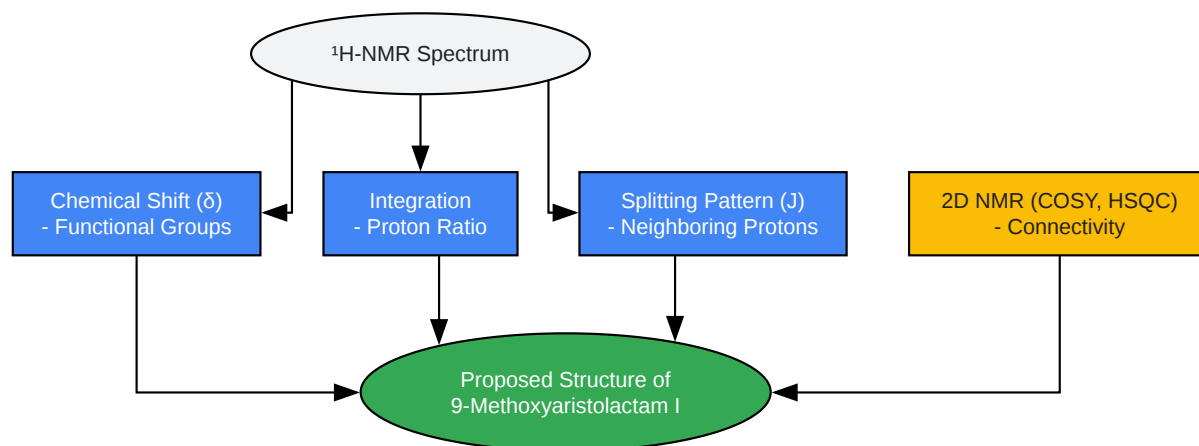 ¹H-NMR Spectrum
Chemical Shift (δ)
- Functional Groups
Integration
- Proton Ratio
Splitting Pattern (J)
- Neighboring Protons
2D NMR (COSY, HSQC)
- Connectivity
Proposed Structure of
9-Methoxyaristolactam I